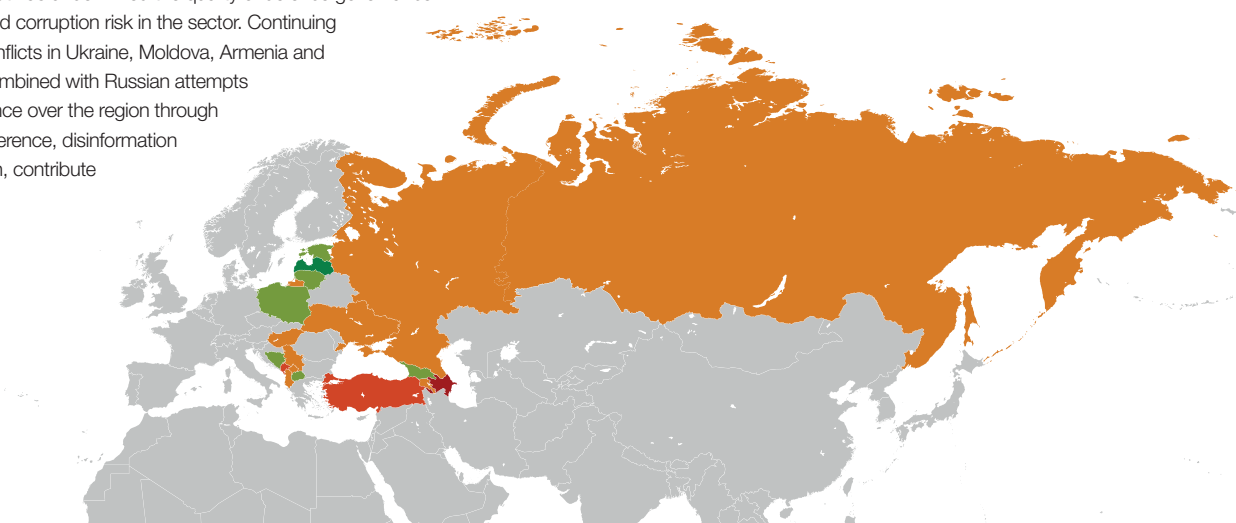 d corruption risk in the sector. Continuing
nflicts in Ukraine, Moldova, Armenia and
mbined with Russian attempts
nce over the region through
erence, disinformation
n, contribute